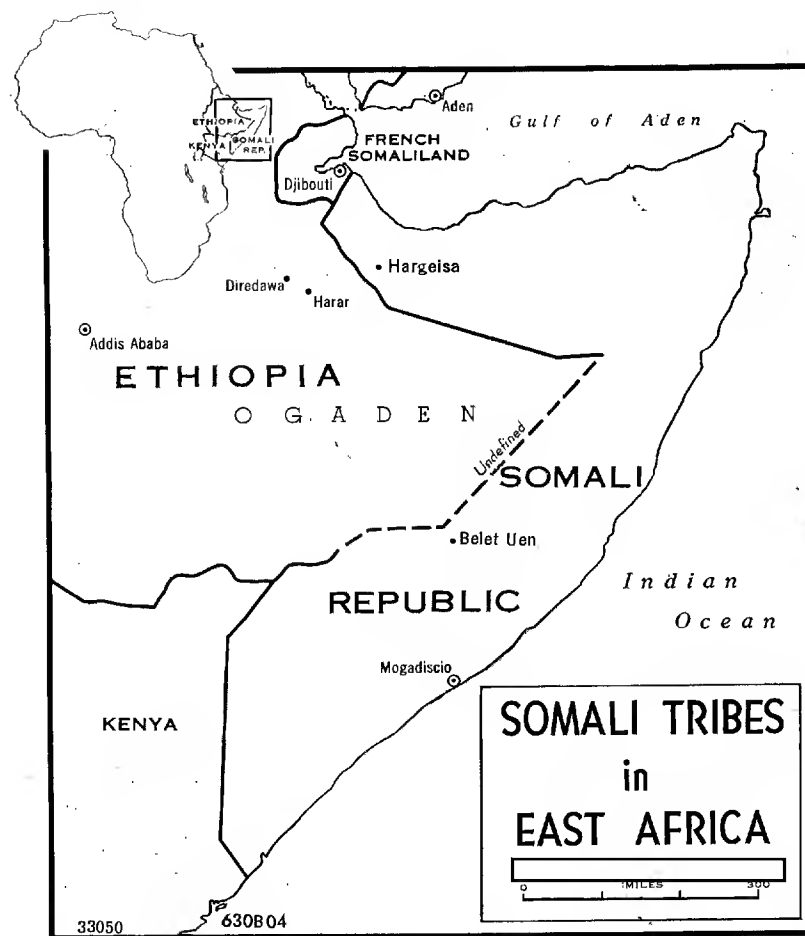 ETHIOPIA
KENYA
SOMALI
REP.
Aden
Gulf of Aden
FRENCH
SOMALILAND
Djibouti
Hargeisa
Diredawa
Harar
Addis Ababa
ETHIOPIA
OGADEN
Undefined
SOMALI
Belet Uen
REPUBLIC
Indian
Ocean
Mogadiscio
KENYA
SOMALI TRIBES
in
EAST AFRICA
0 MILES 300
33050 630B04